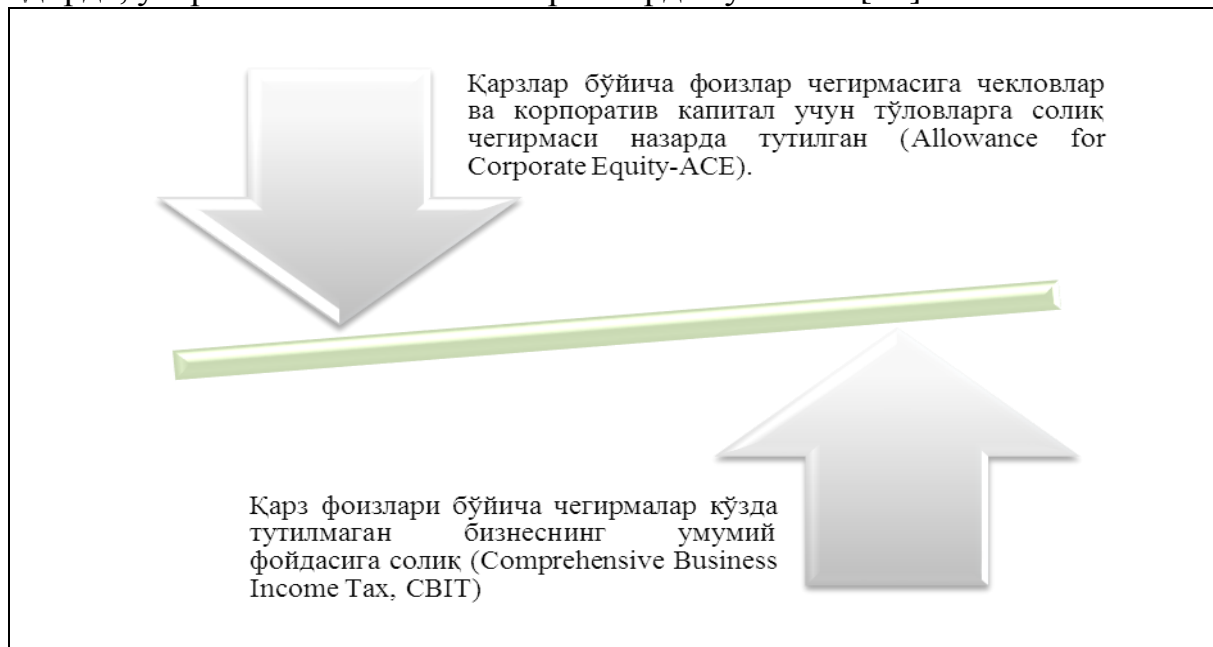 Қарзлар бўйича фоизлар чегирмасига чекловлар
ва корпоратив капитал учун тўловларга солиқ
чегирмаси назарда тутилган (Allowance for
Corporate Equity-ACE).
Қарз фоизлари бўйича чегирмалар кўзда
тутилмаган бизнеснинг умумий
фойдасига солиқ (Comprehensive Business
Income Tax, CBIT)